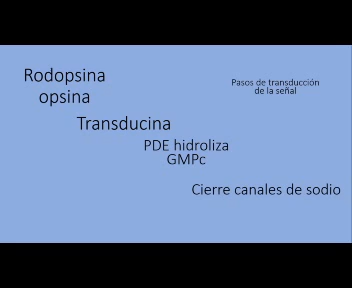 Rodopsina
opsina
Pasos de transducción
de la señal
Transducina
PDE hidroliza
GMPc
Cierre canales de sodio